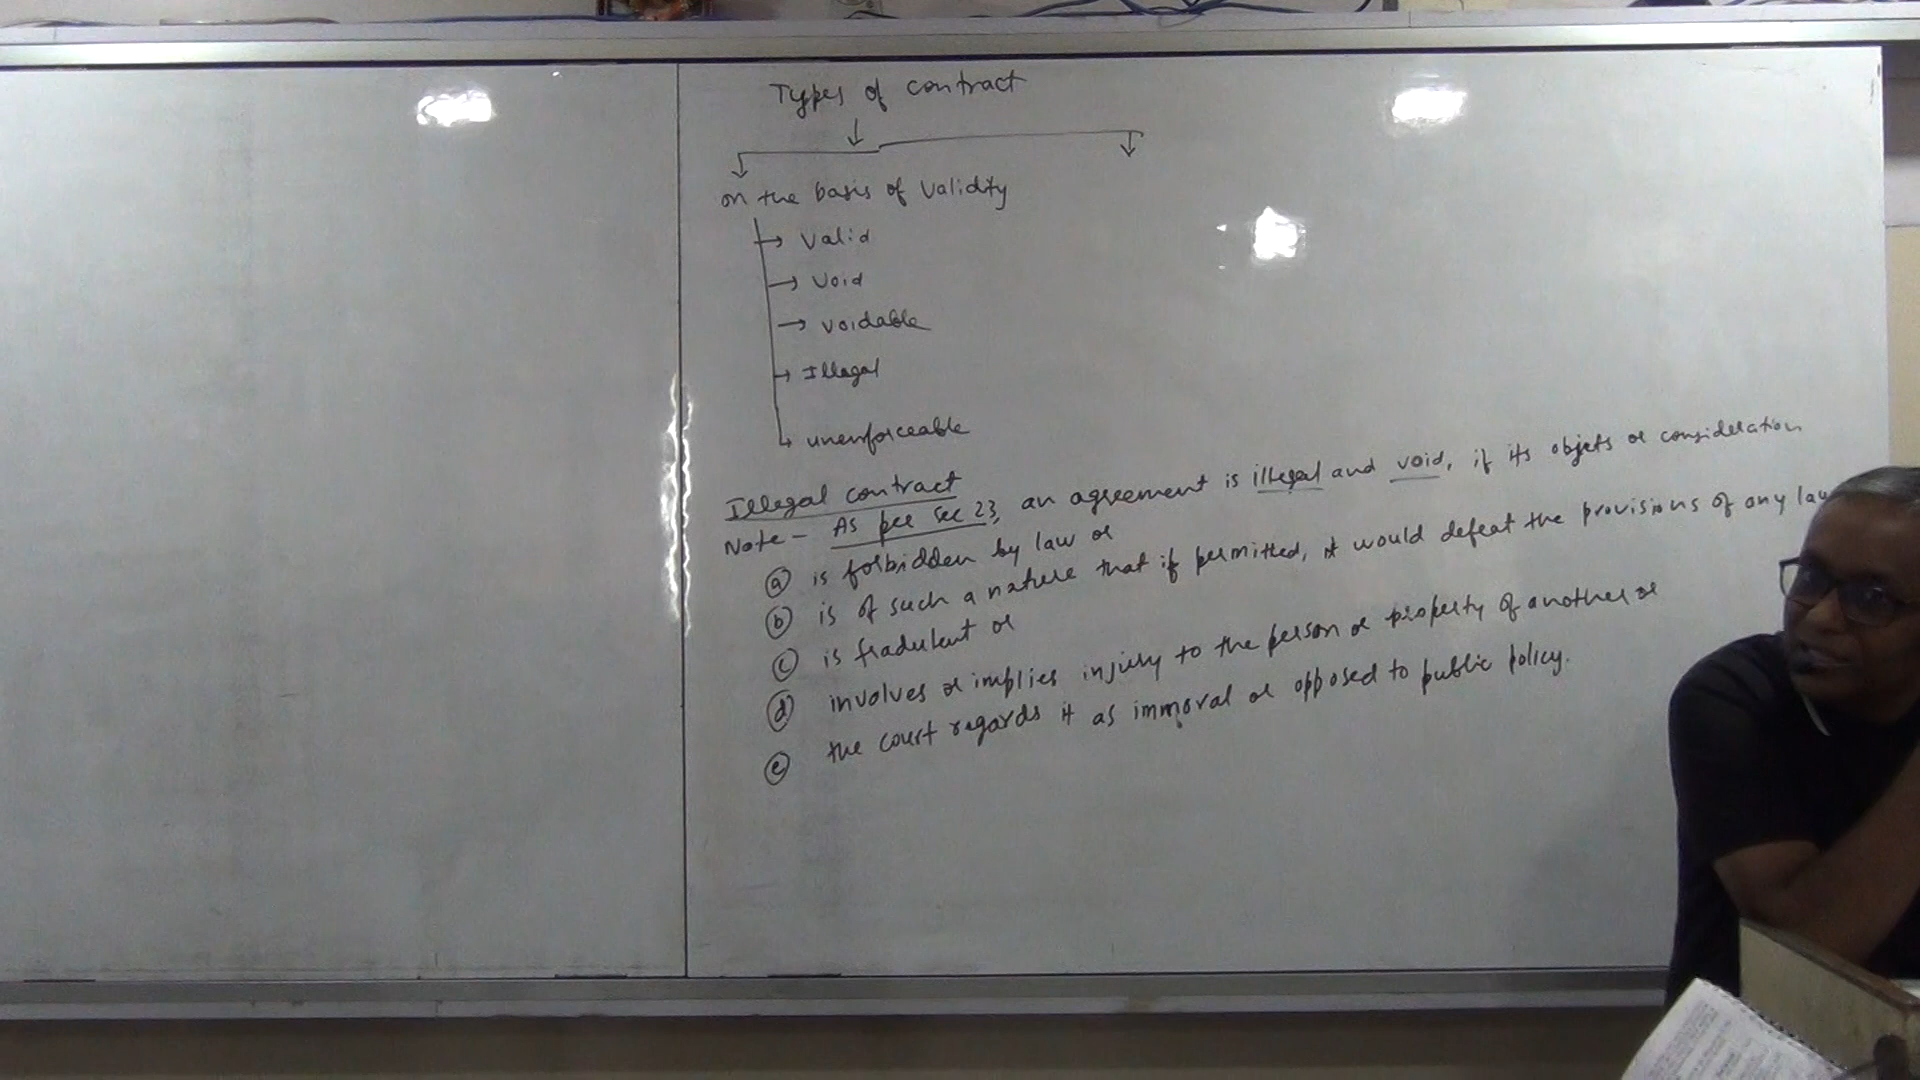 Types of contract
on the basis of validity
valid
void
voidable
Illegal
unenforceable
Illegal contract
Note - As per sec 23, an agreement is illegal and void, if its objets or consideration
(a) is forbidden by law or
(b) is of such a nature that if permitted, it would defeat the provisions of any law
(c) is fradulent or
(d) involves or implies injury to the person or property of another or
(e) the court regards it as immoral or opposed to public policy.